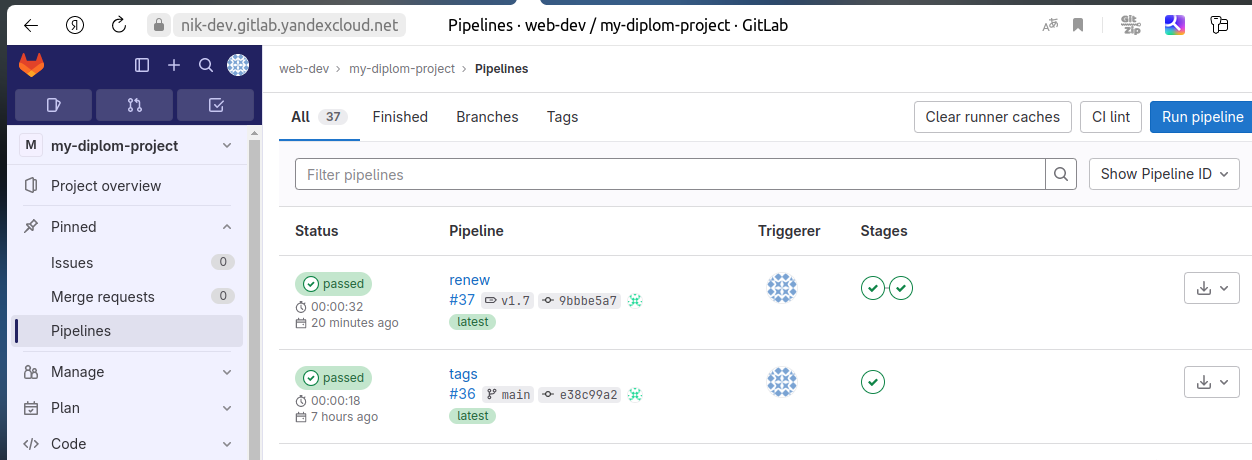 nik-dev.gitlab.yandexcloud.net Pipelines · web-dev / my-diplom-project · GitLab
Git Zip
web-dev › my-diplom-project › Pipelines
All 37 Finished Branches Tags Clear runner caches CI lint Run pipeline
M my-diplom-project
Project overview
Pinned
Issues 0
Merge requests 0
Pipelines
Manage
Plan
Code
Filter pipelines Show Pipeline ID
Status Pipeline Triggerer Stages
passed renew
00:00:32 #37 v1.7 9bbbe5a7
20 minutes ago latest
passed tags
00:00:18 #36 main e38c99a2
7 hours ago latest